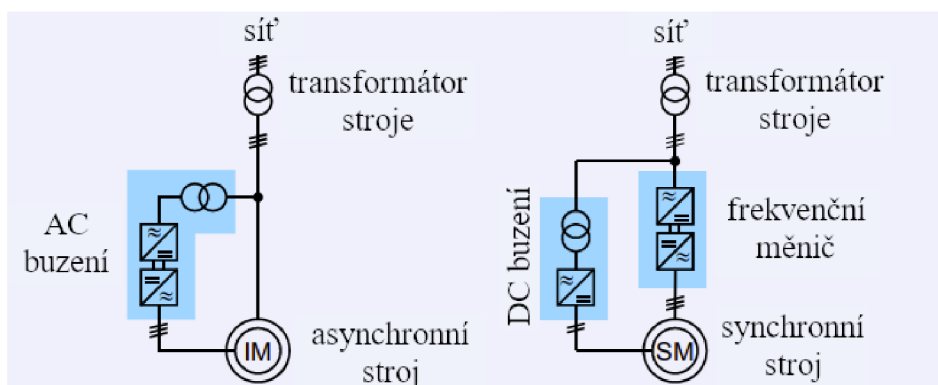 síť
transformátor
stroje
AC
buzení
IM
asynchronní
stroj
síť
transformátor
stroje
DC buzení
frekvenční
měnič
SM
synchronní
stroj